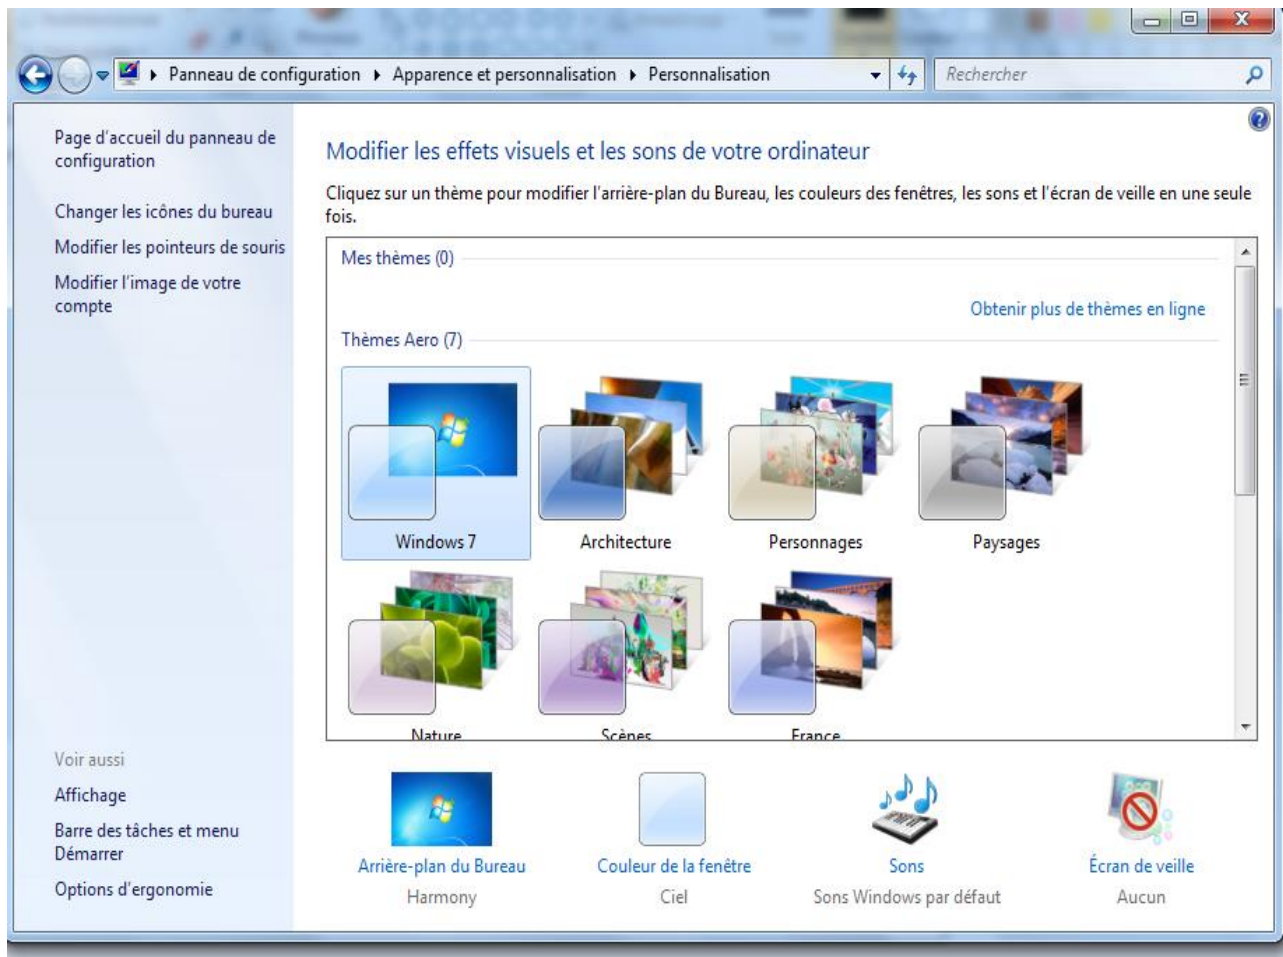 Panneau de configuration Apparence et personnalisation Personnalisation
Rechercher
Page d'accueil du panneau de
configuration
Changer les icônes du bureau
Modifier les pointeurs de souris
Modifier l'image de votre
compte
Voir aussi
Affichage
Barre des tâches et menu
Démarrer
Options d'ergonomie
Modifier les effets visuels et les sons de votre ordinateur
Cliquez sur un thème pour modifier l'arrière-plan du Bureau, les couleurs des fenêtres, les sons et l'écran de veille en une seule
fois.
Mes thèmes (0)
Obtenir plus de thèmes en ligne
Thèmes Aero (7)
Windows 7 Architecture Personnages Paysages
Nature Scènes France
Arrière-plan du Bureau Couleur de la fenêtre Sons Écran de veille
Harmony Ciel Sons Windows par défaut Aucun